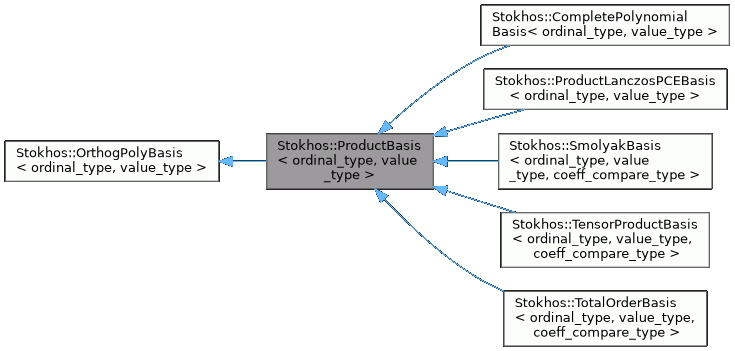 Stokhos::OrthogPolyBasis
< ordinal_type, value_type >
Stokhos::ProductBasis
< ordinal_type, value
_type >
Stokhos::CompletePolynomial
Basis< ordinal_type, value_type >
Stokhos::ProductLanczosPCEBasis
< ordinal_type, value_type >
Stokhos::SmolyakBasis
< ordinal_type, value
_type, coeff_compare_type >
Stokhos::TensorProductBasis
< ordinal_type, value_type,
coeff_compare_type >
Stokhos::TotalOrderBasis
< ordinal_type, value_type,
coeff_compare_type >